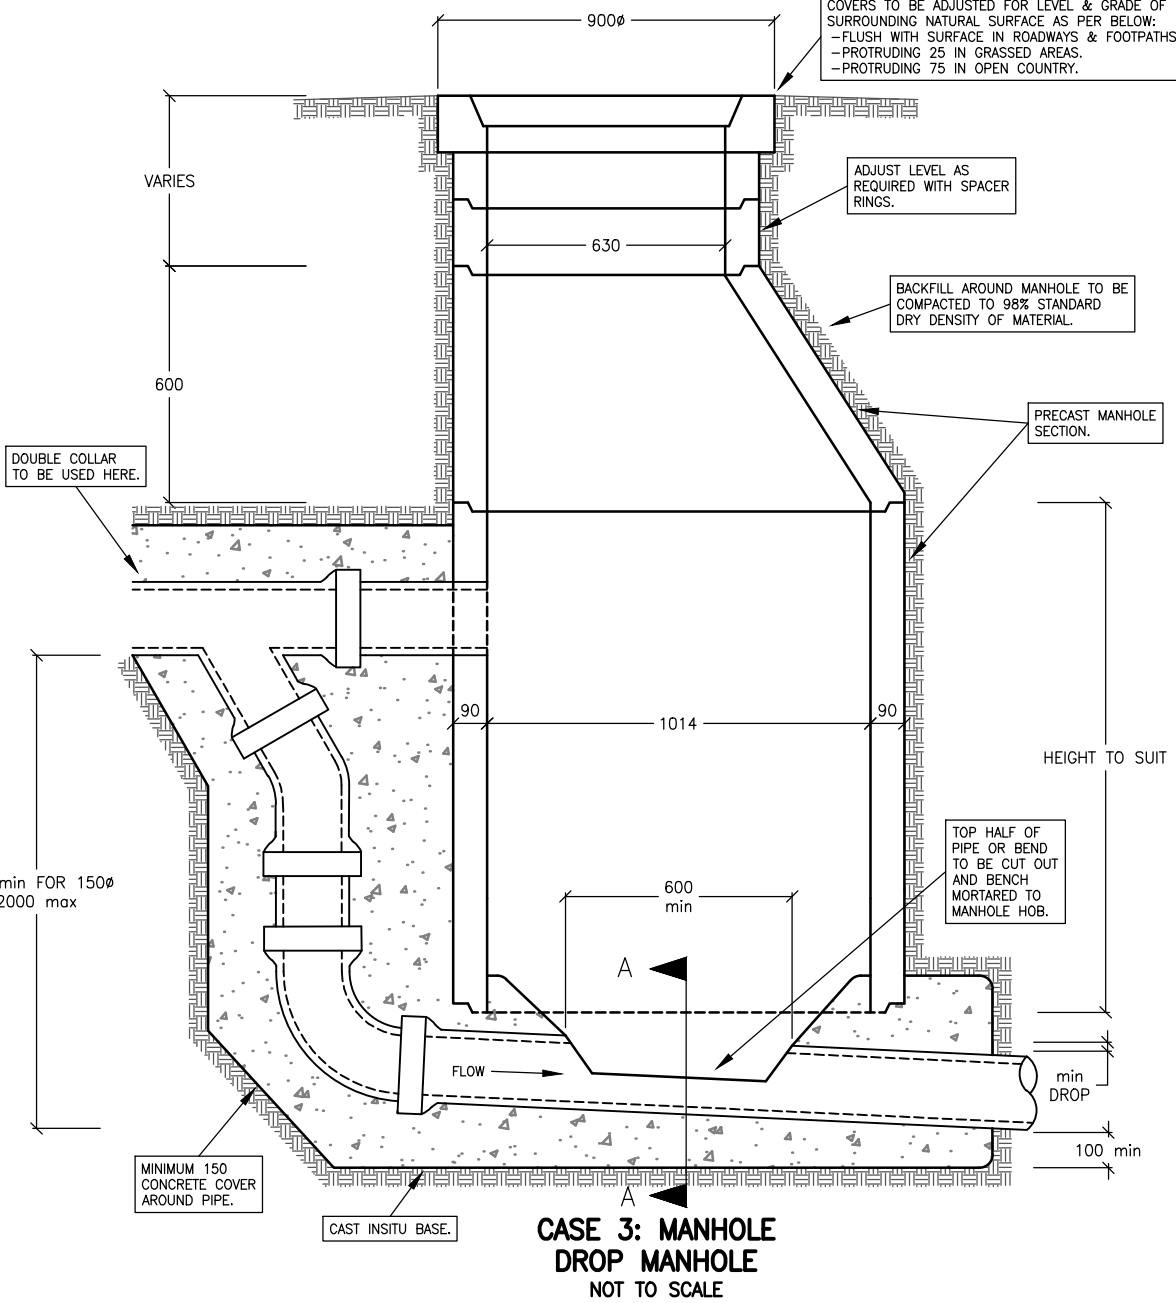 COVERS TO BE ADJUSTED FOR LEVEL & GRADE OF
SURROUNDING NATURAL SURFACE AS PER BELOW:
-FLUSH WITH SURFACE IN ROADWAYS & FOOTPATHS
-PROTRUDING 25 IN GRASSED AREAS.
-PROTRUDING 75 IN OPEN COUNTRY.
900ø
VARIES
ADJUST LEVEL AS
REQUIRED WITH SPACER
RINGS.
630
BACKFILL AROUND MANHOLE TO BE
COMPACTED TO 98% STANDARD
DRY DENSITY OF MATERIAL.
600
PRECAST MANHOLE
SECTION.
DOUBLE COLLAR
TO BE USED HERE.
90
1014
90
HEIGHT TO SUIT
TOP HALF OF
PIPE OR BEND
TO BE CUT OUT
AND BENCH
MORTARED TO
MANHOLE HOB.
min FOR 150ø
2000 max
600
min
A
FLOW
min
DROP
100 min
MINIMUM 150
CONCRETE COVER
AROUND PIPE.
A
CAST INSITU BASE.
CASE 3: MANHOLE
DROP MANHOLE
NOT TO SCALE